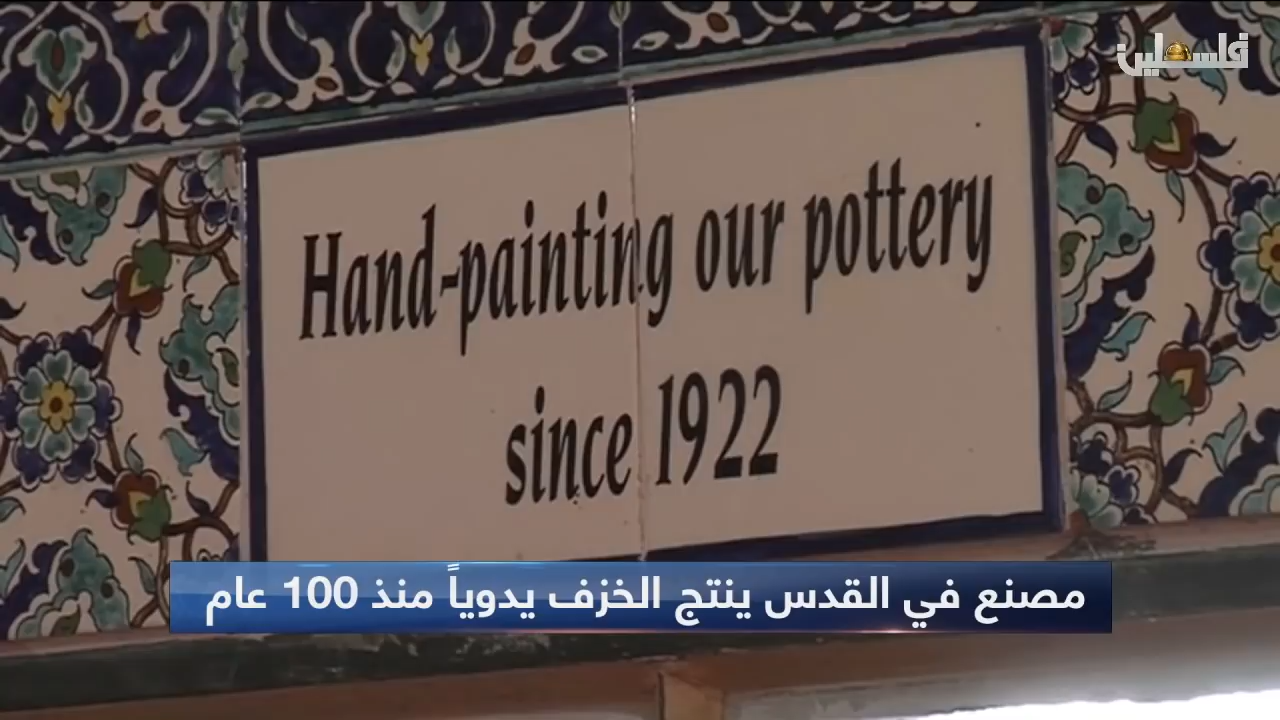 فلسطين
Hand-painting our pottery
since 1922
مصنع في القدس ينتج الخزف يدوياً منذ 100 عام